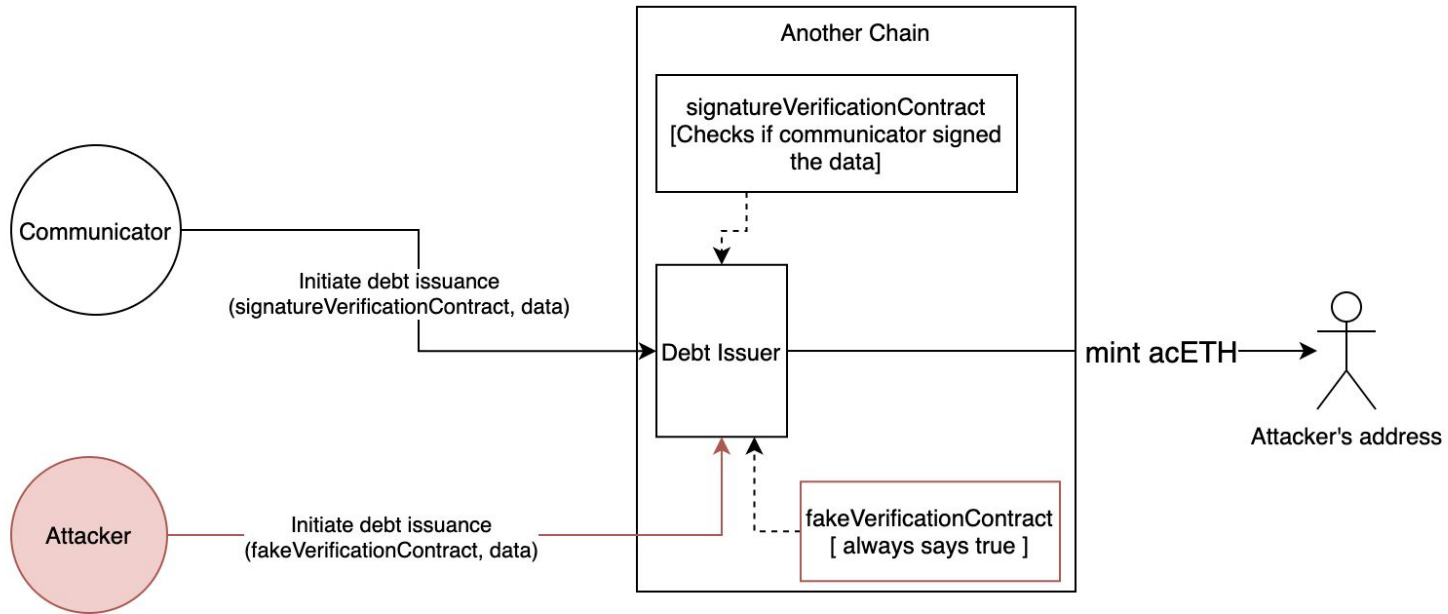 Another Chain
signatureVerificationContract
[Checks if communicator signed
the data]
Communicator
Initiate debt issuance
(signatureVerificationContract, data)
Debt Issuer
mint acETH
Attacker's address
Attacker
Initiate debt issuance
(fakeVerificationContract, data)
fakeVerificationContract
[ always says true ]